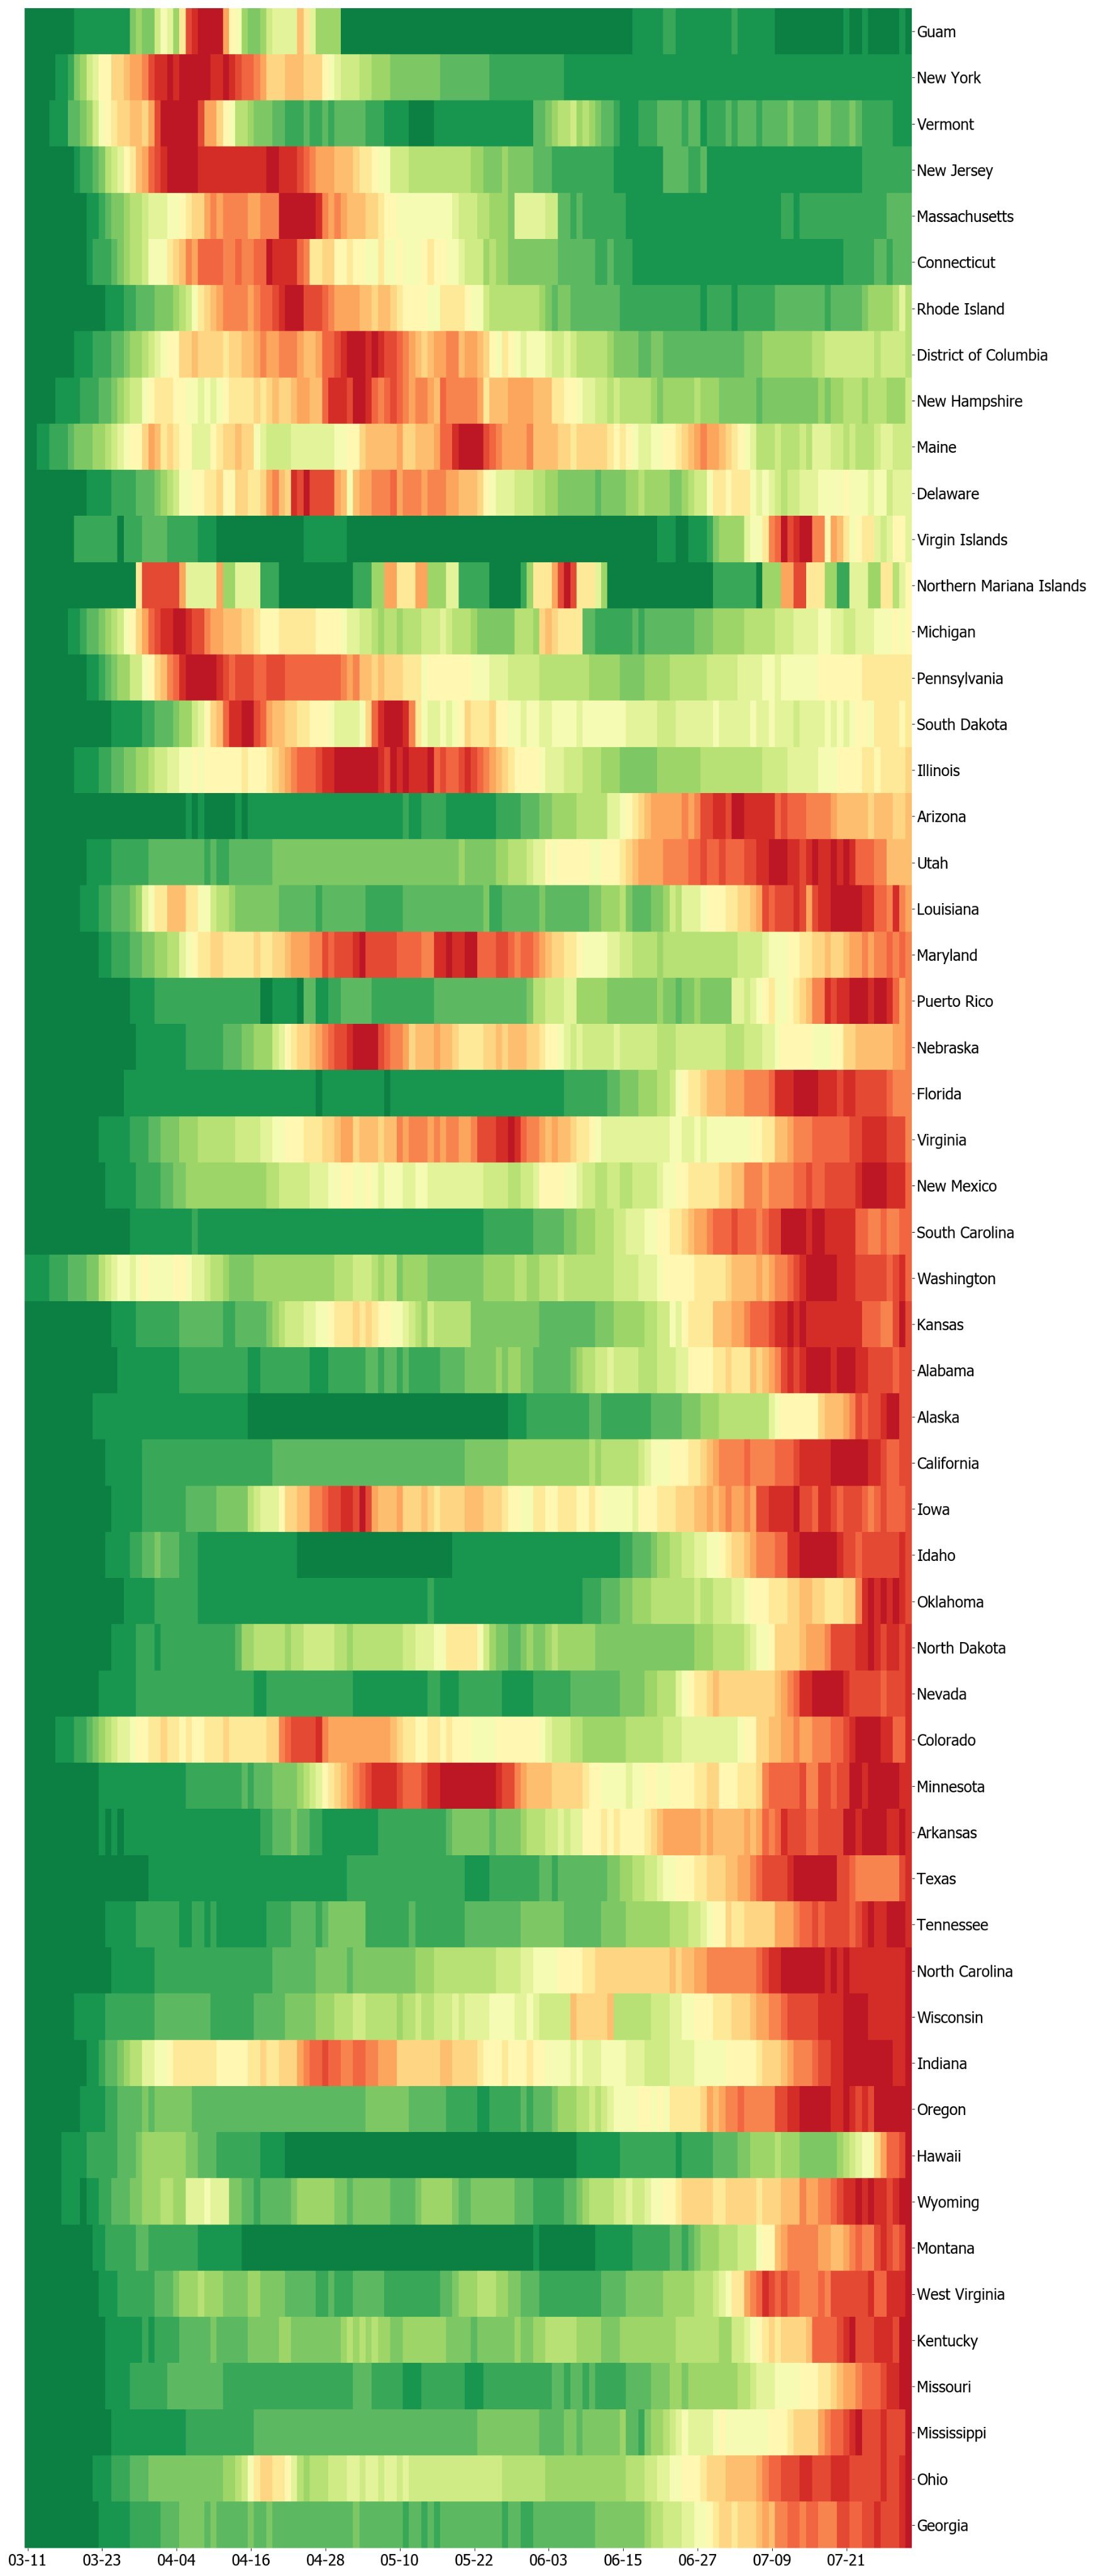 Guam
New York
Vermont
New Jersey
Massachusetts
Connecticut
Rhode Island
District of Columbia
New Hampshire
Maine
Delaware
Virgin Islands
Northern Mariana Islands
Michigan
Pennsylvania
South Dakota
Illinois
Arizona
Utah
Louisiana
Maryland
Puerto Rico
Nebraska
Florida
Virginia
New Mexico
South Carolina
Washington
Kansas
Alabama
Alaska
California
Iowa
Idaho
Oklahoma
North Dakota
Nevada
Colorado
Minnesota
Arkansas
Texas
Tennessee
North Carolina
Wisconsin
Indiana
Oregon
Hawaii
Wyoming
Montana
West Virginia
Kentucky
Missouri
Mississippi
Ohio
Georgia
03-11 03-23 04-04 04-16 04-28 05-10 05-22 06-03 06-15 06-27 07-09 07-21